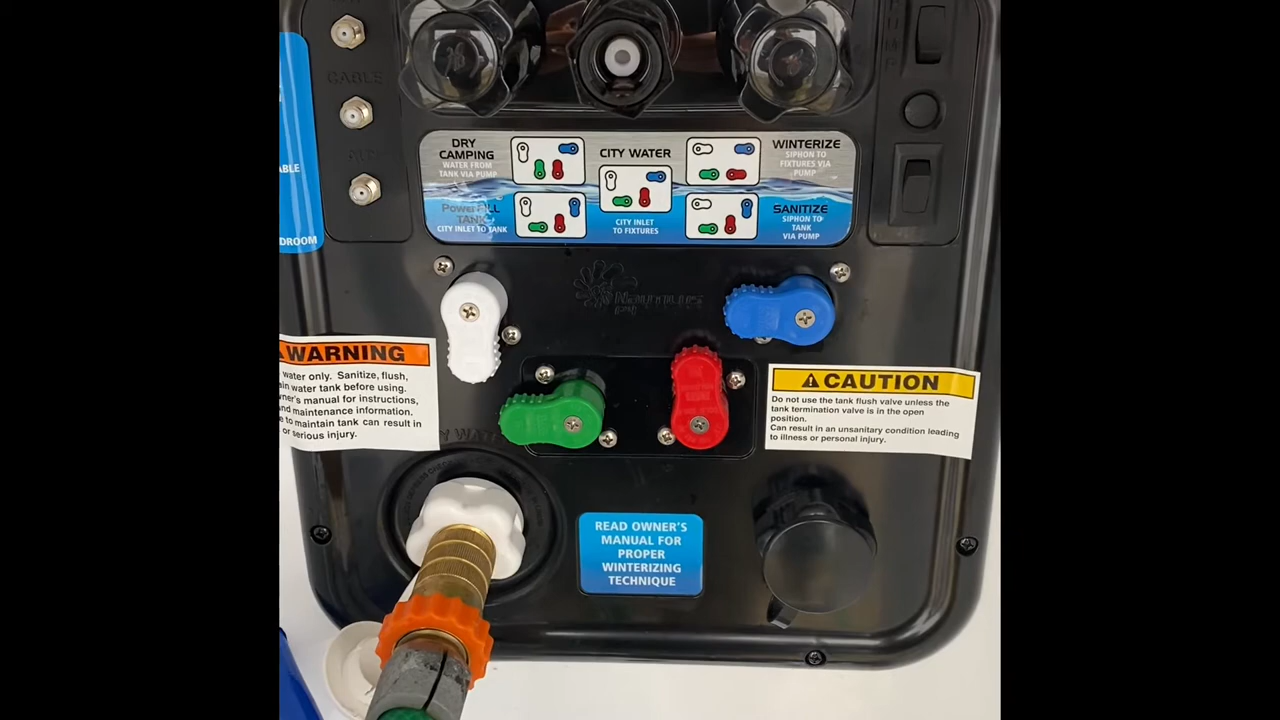 CABLE
ABLE
DROOM
DRY
CAMPING
WATER FROM
TANK VIA PUMP
CITY WATER
WINTERIZE
SIPHON TO
FIXTURES VIA
PUMP
PowerFILL
TANK
CITY INLET TO TANK
CITY INLET
TO FIXTURES
SANITIZE
SIPHON TO
TANK
VIA PUMP
Nautilus
P4
WARNING
water only. Sanitize, flush,
water tank before using.
manual for instructions,
and maintenance information.
to maintain tank can result in
or serious injury.
CAUTION
Do not use the tank flush valve unless the
tank termination valve is in the open
position.
Can result in an unsanitary condition leading
to illness or personal injury.
READ OWNER'S
MANUAL FOR
PROPER
WINTERIZING
TECHNIQUE